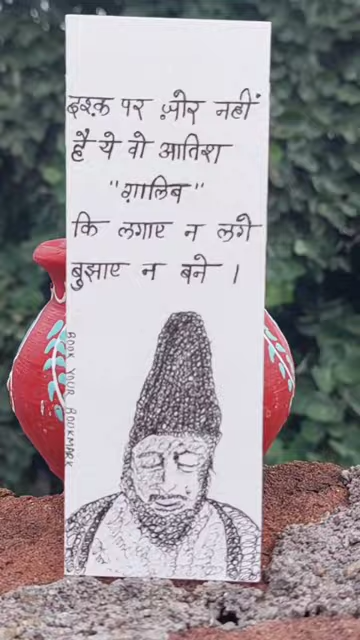 इश्क़ पर ज़ोर नहीं
है ये वो आतिश
"ग़ालिब"
कि लगाए न लगे
बुझाए न बने ।
BOOK YOUR BOOKMARK